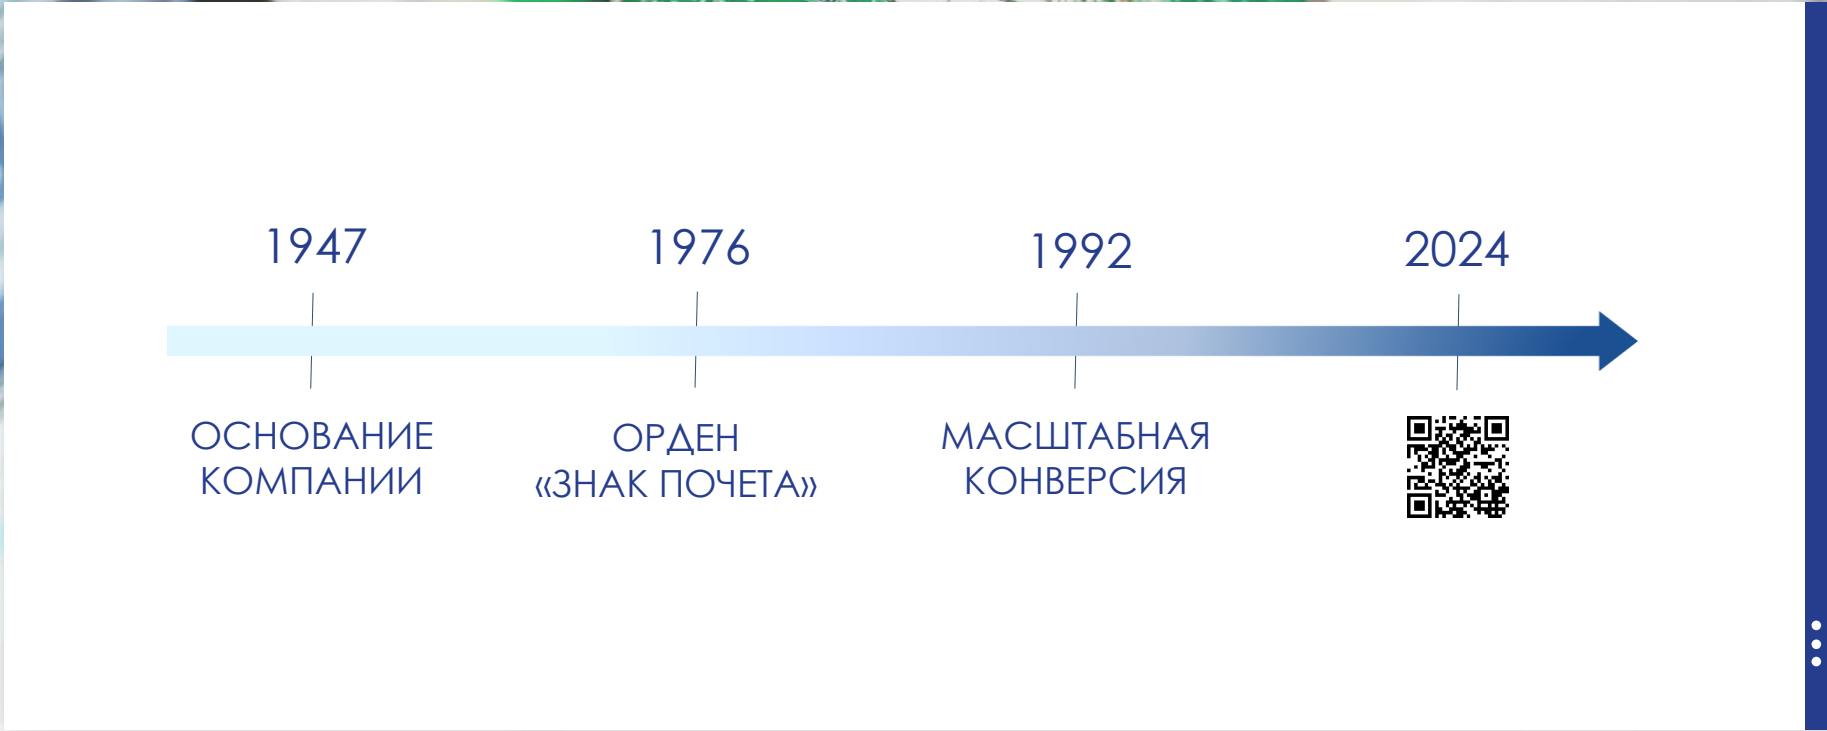 1947
1976
1992
2024
ОСНОВАНИЕ
КОМПАНИИ
ОРДЕН
«ЗНАК ПОЧЕТА»
МАСШТАБНАЯ
КОНВЕРСИЯ